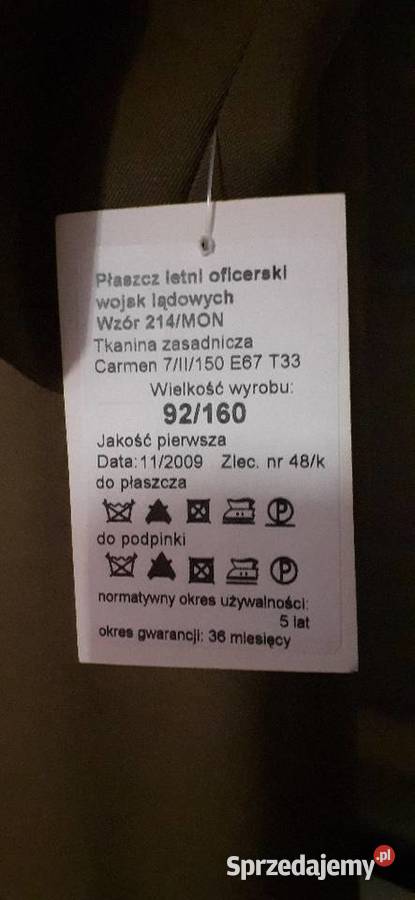 Płaszcz letni oficerski
wojsk lądowych
Wzór 214/MON
Tkanina zasadnicza
Carmen 7/II/150 E67 T33
Wielkość wyrobu:
92/160
Jakość pierwsza
Data:11/2009 Zlec. nr 48/k
do płaszcza
P
do podpinki
P
normatywny okres używalności:
5 lat
okres gwarancji: 36 miesięcy
Sprzedajemy.pl